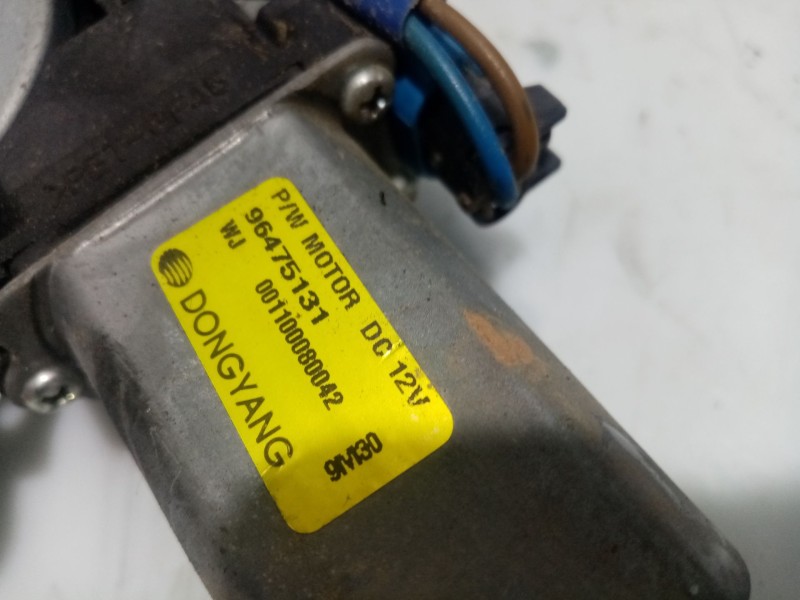 P/W MOTOR DC 12V
96475131
WJ 001100080042
DONGYANG 9M30